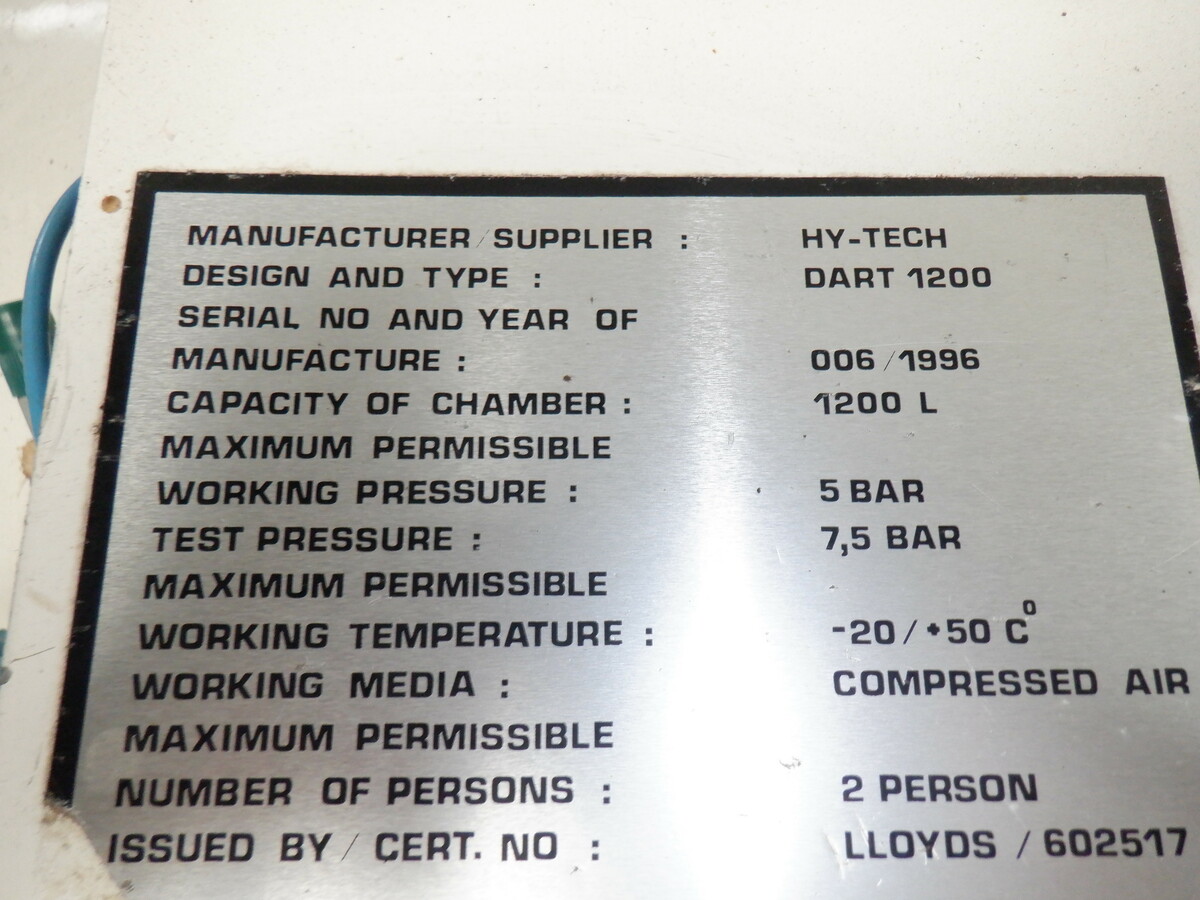 MANUFACTURER/SUPPLIER : HY-TECH
DESIGN AND TYPE : DART 1200
SERIAL NO AND YEAR OF
MANUFACTURE : 006/1996
CAPACITY OF CHAMBER : 1200 L
MAXIMUM PERMISSIBLE
WORKING PRESSURE : 5 BAR
TEST PRESSURE : 7,5 BAR
MAXIMUM PERMISSIBLE
WORKING TEMPERATURE : -20/+50 C°
WORKING MEDIA : COMPRESSED AIR
MAXIMUM PERMISSIBLE
NUMBER OF PERSONS : 2 PERSON
ISSUED BY/CERT. NO : LLOYDS / 602517